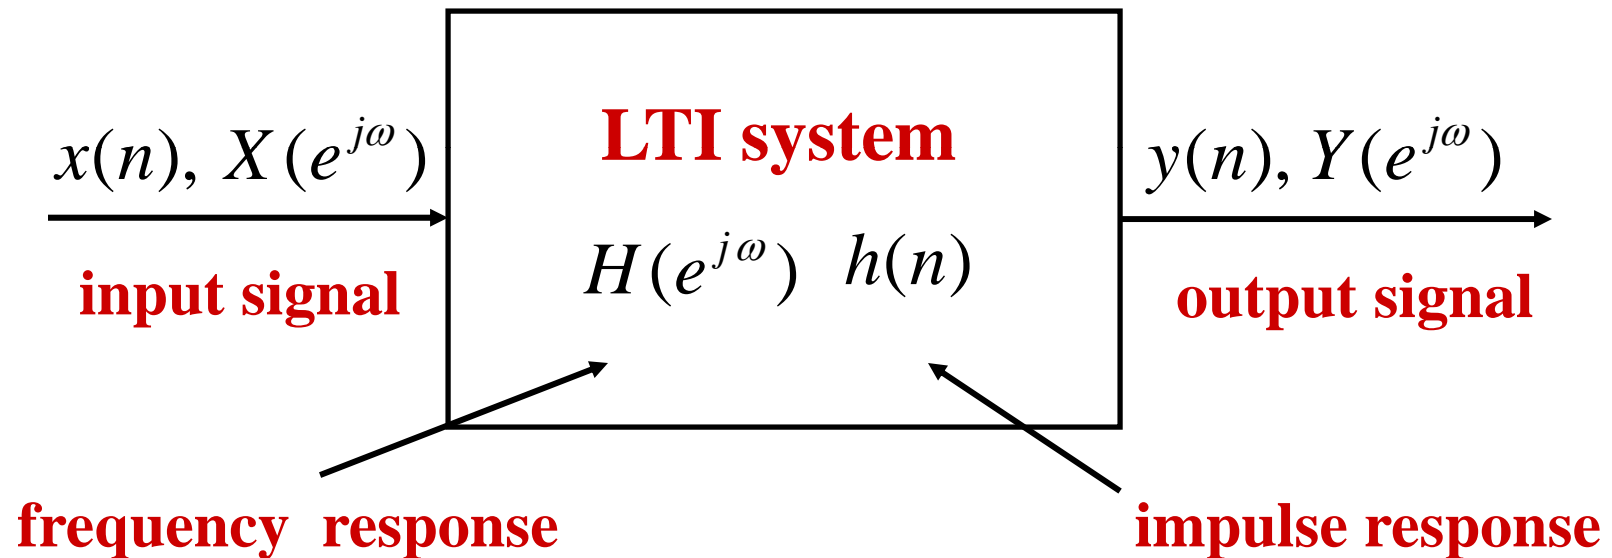 LTI system
x(n), X(e^{jω})
y(n), Y(e^{jω})
H(e^{jω}) h(n)
input signal
output signal
frequency response
impulse response